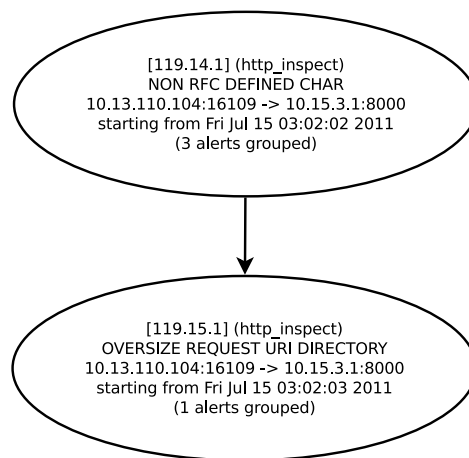 [119.14.1] (http_inspect)
NON RFC DEFINED CHAR
10.13.110.104:16109 -> 10.15.3.1:8000
starting from Fri Jul 15 03:02:02 2011
(3 alerts grouped)
[119.15.1] (http_inspect)
OVERSIZE REQUEST URI DIRECTORY
10.13.110.104:16109 -> 10.15.3.1:8000
starting from Fri Jul 15 03:02:03 2011
(1 alerts grouped)